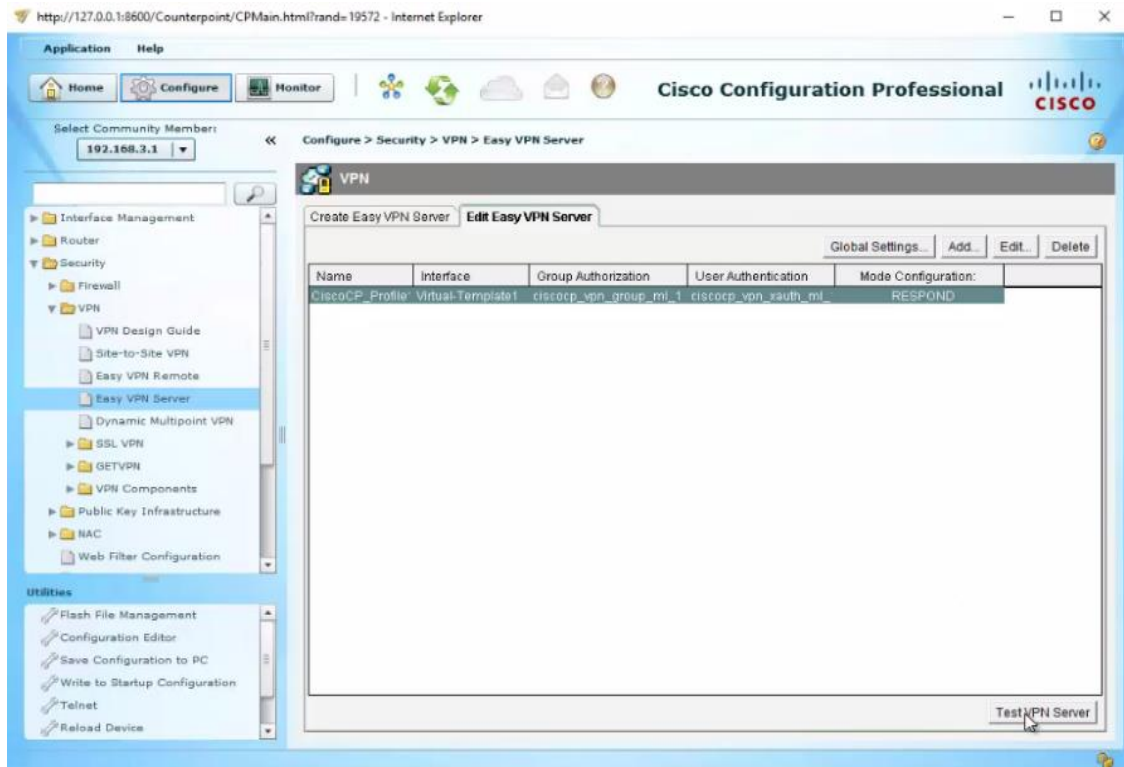 http://127.0.0.1:8600/Counterpoint/CPMain.html?rand=19572 - Internet Explorer
Application Help
Home Configure Monitor Cisco Configuration Professional CISCO
Select Community Member:
192.168.3.1
Configure > Security > VPN > Easy VPN Server
VPN
Create Easy VPN Server Edit Easy VPN Server
Global Settings... Add... Edit... Delete
Name Interface Group Authorization User Authentication Mode Configuration:
CiscoCP_Profile Virtual-Template1 ciscocp_vpn_group_ml_1 ciscocp_vpn_xauth_ml_ RESPOND
Interface Management
Router
Security
Firewall
VPN
VPN Design Guide
Site-to-Site VPN
Easy VPN Remote
Easy VPN Server
Dynamic Multipoint VPN
SSL VPN
GETVPN
VPN Components
Public Key Infrastructure
NAC
Web Filter Configuration
Utilities
Flash File Management
Configuration Editor
Save Configuration to PC
Write to Startup Configuration
Telnet
Reload Device
Test VPN Server